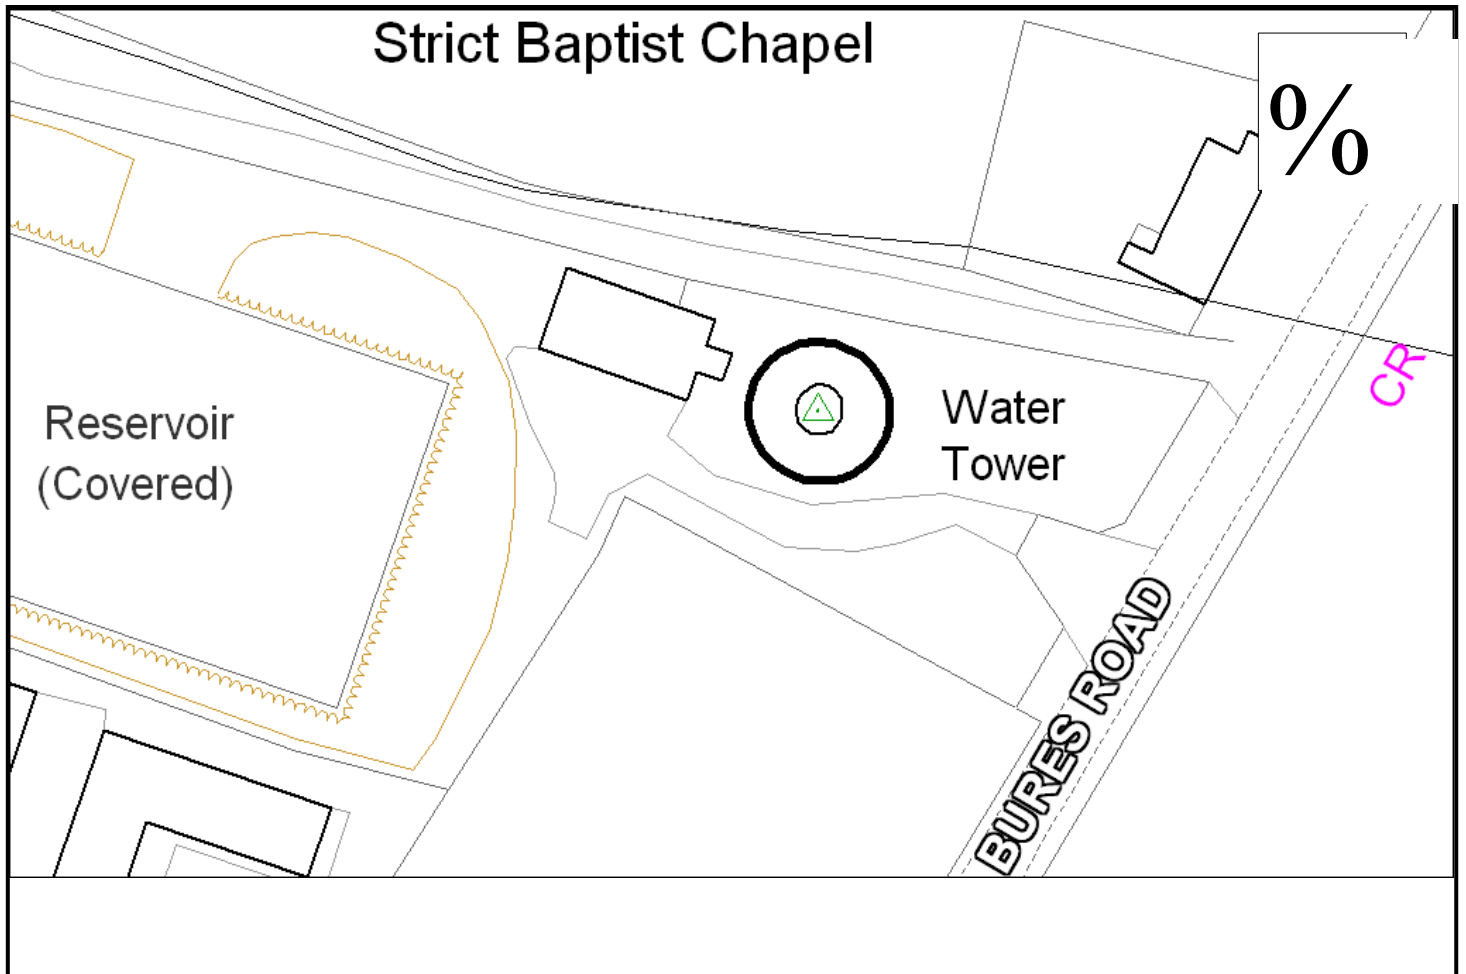 Strict Baptist Chapel
%
CR
Water
Tower
Reservoir
(Covered)
BURES ROAD